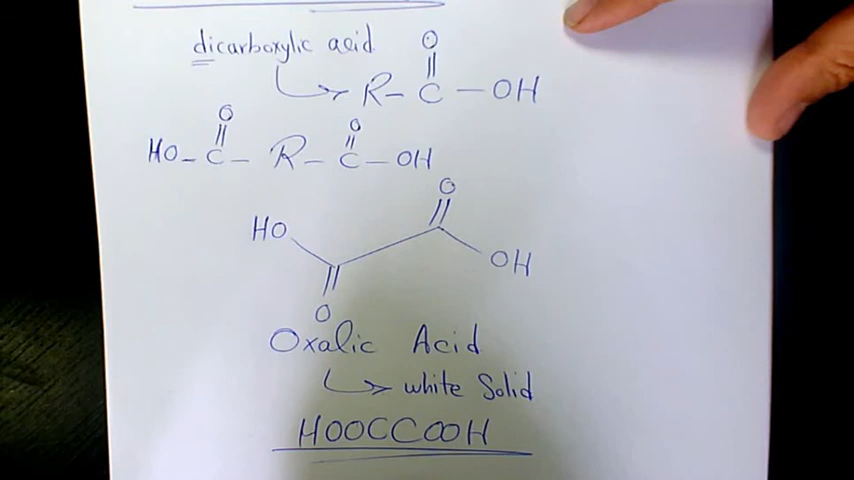 dicarboxylic acid
O
R-C-OH
O O
HO-C-R-C-OH
O
HO
OH
O
Oxalic Acid
white Solid
HOOCCOOH